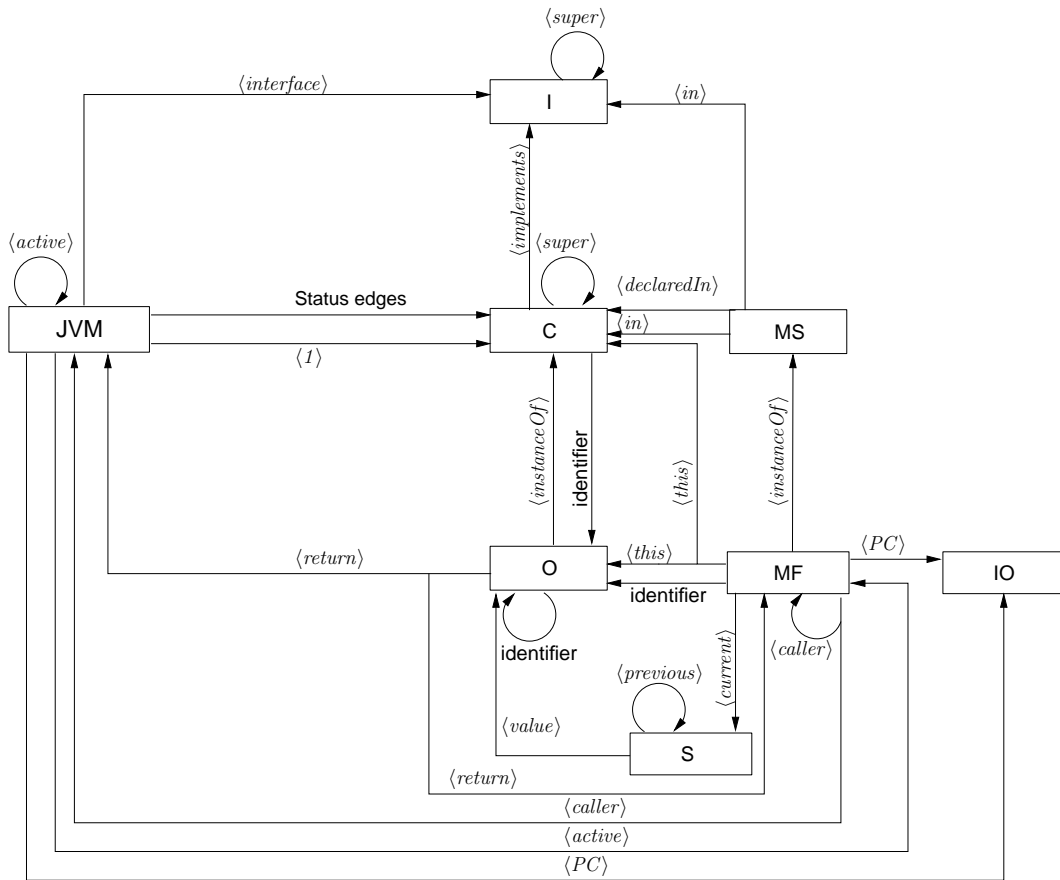 ⟨super⟩
⟨interface⟩
I
⟨in⟩
⟨implements⟩
⟨active⟩
⟨super⟩
⟨declaredIn⟩
Status edges
JVM
C
⟨in⟩
MS
⟨1⟩
⟨instanceOf⟩
identifier
⟨this⟩
⟨instanceOf⟩
⟨return⟩
O
⟨this⟩
MF
⟨PC⟩
IO
identifier
identifier
⟨caller⟩
⟨previous⟩
⟨current⟩
⟨value⟩
S
⟨return⟩
⟨caller⟩
⟨active⟩
⟨PC⟩